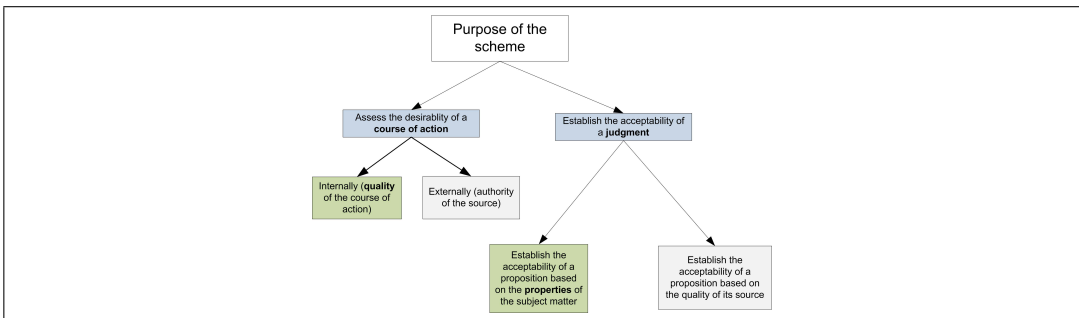 Purpose of the
scheme
Assess the desirablity of a
course of action
Establish the acceptability of
a judgment
Internally (quality
of the course of
action)
Externally (authority
of the source)
Establish the
acceptability of a
proposition based
on the properties of
the subject matter
Establish the
acceptability of a
proposition based on
the quality of its source